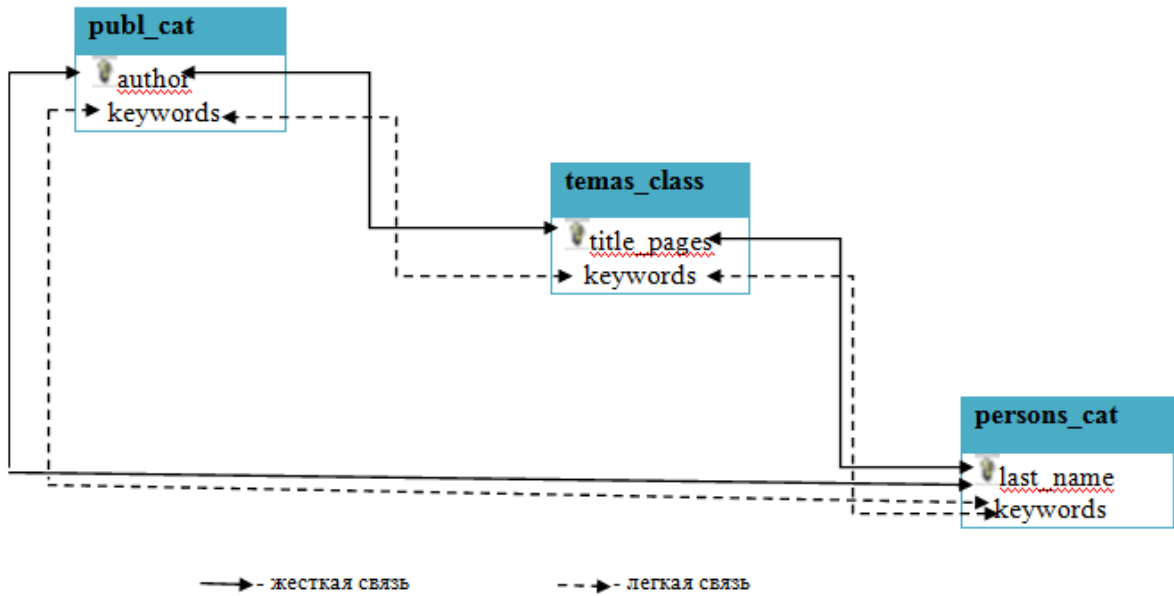 publ_cat
author
keywords
temas_class
title_pages
keywords
persons_cat
last_name
keywords
- жесткая связь
- легкая связь